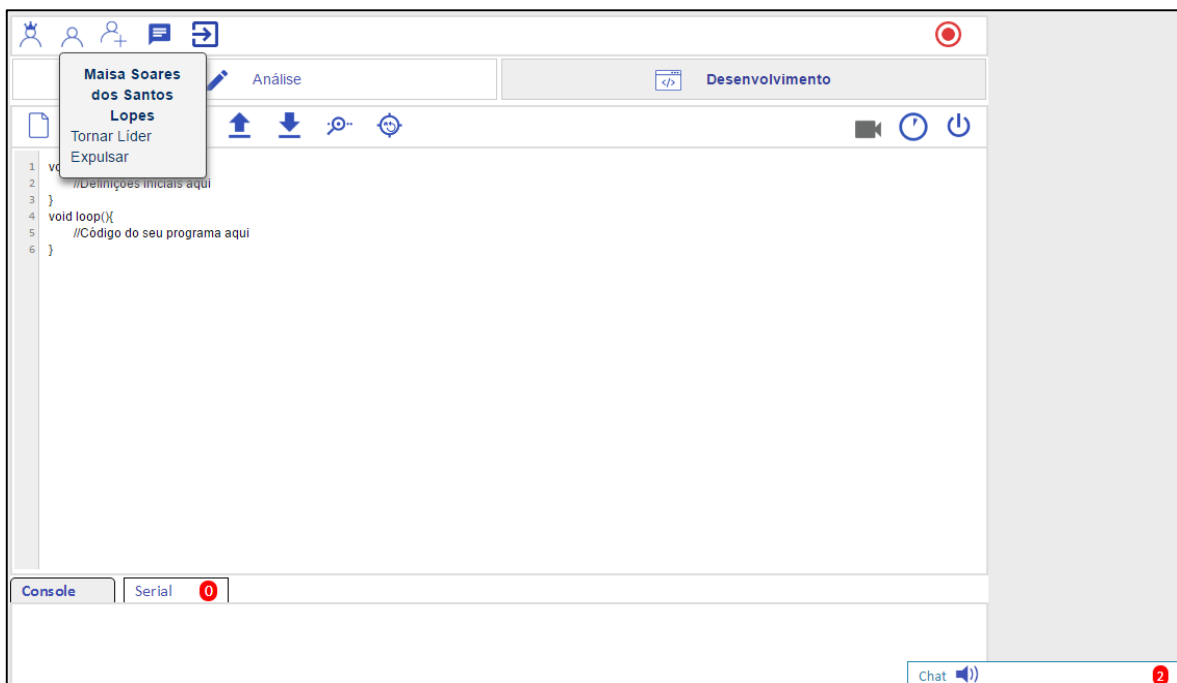 Maisa Soares
dos Santos
Lopes
Tornar Líder
Expulsar
Análise
Desenvolvimento
1
2 //Definições iniciais aqui
3 }
4 void loop(){
5 //Código do seu programa aqui
6 }
Console
Serial 0
Chat 2